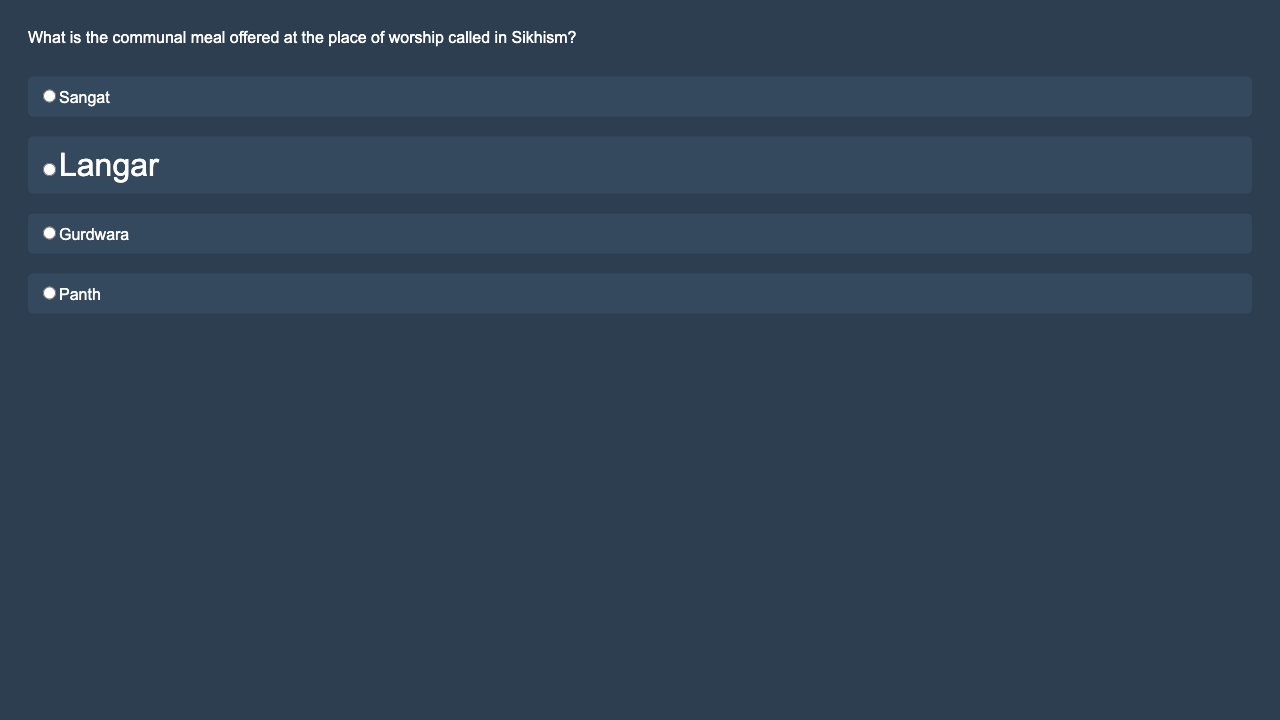 What is the communal meal offered at the place of worship called in Sikhism?
Sangat
Langar
Gurdwara
Panth